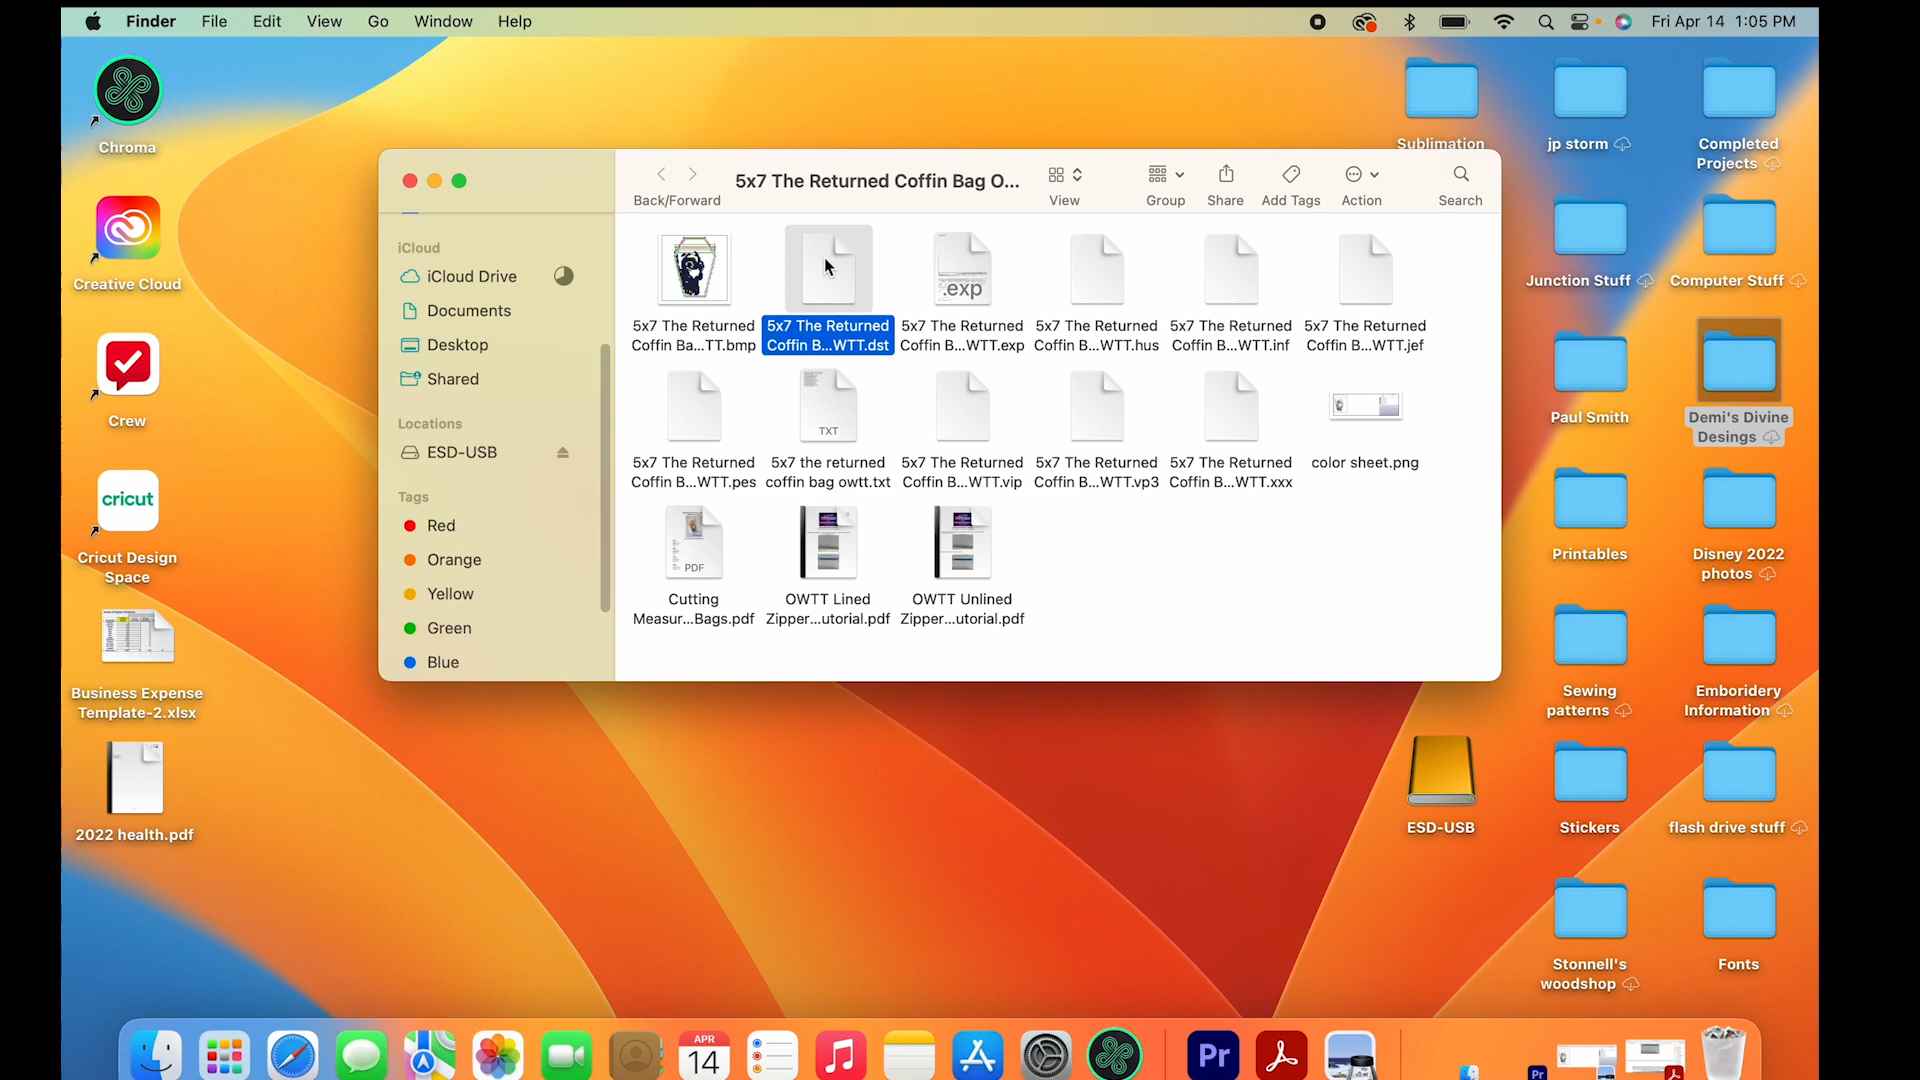 Finder File Edit View Go Window Help
Fri Apr 14 1:05 PM
Chroma
Creative Cloud
Crew
cricut
Cricut Design
Space
Business Expense
Template-2.xlsx
2022 health.pdf
Back/Forward
5x7 The Returned Coffin Bag O...
View
Group
Share
Add Tags
Action
Search
iCloud
iCloud Drive
Documents
Desktop
Shared
Locations
ESD-USB
Tags
Red
Orange
Yellow
Green
Blue
5x7 The Returned
Coffin Ba...TT.bmp
5x7 The Returned
Coffin B...WTT.dst
.exp
5x7 The Returned
Coffin B...WTT.exp
5x7 The Returned
Coffin B...WTT.hus
5x7 The Returned
Coffin B...WTT.inf
5x7 The Returned
Coffin B...WTT.jef
5x7 The Returned
Coffin B...WTT.pes
TXT
5x7 the returned
coffin bag owtt.txt
5x7 The Returned
Coffin B...WTT.vip
5x7 The Returned
Coffin B...WTT.vp3
5x7 The Returned
Coffin B...WTT.xxx
color sheet.png
PDF
Cutting
Measur...Bags.pdf
OWTT Lined
Zipper...utorial.pdf
OWTT Unlined
Zipper...utorial.pdf
Sublimation
jp storm
Completed
Projects
Junction Stuff
Computer Stuff
Paul Smith
Demi's Divine
Desings
Printables
Disney 2022
photos
Sewing
patterns
Emboridery
Information
ESD-USB
Stickers
flash drive stuff
Stonnell's
woodshop
Fonts
APR
14
Pr
Pr